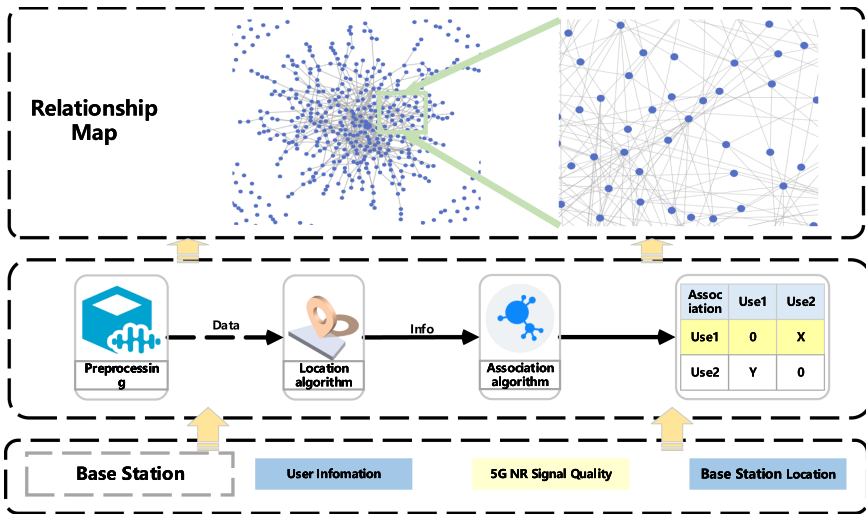 Relationship
Map
Data
Info
Preprocessin
g
Location
algorithm
Association
algorithm
Assoc
iation
Use1
Use2
Use1
0
X
Use2
Y
0
Base Station
User Infomation
5G NR Signal Quality
Base Station Location